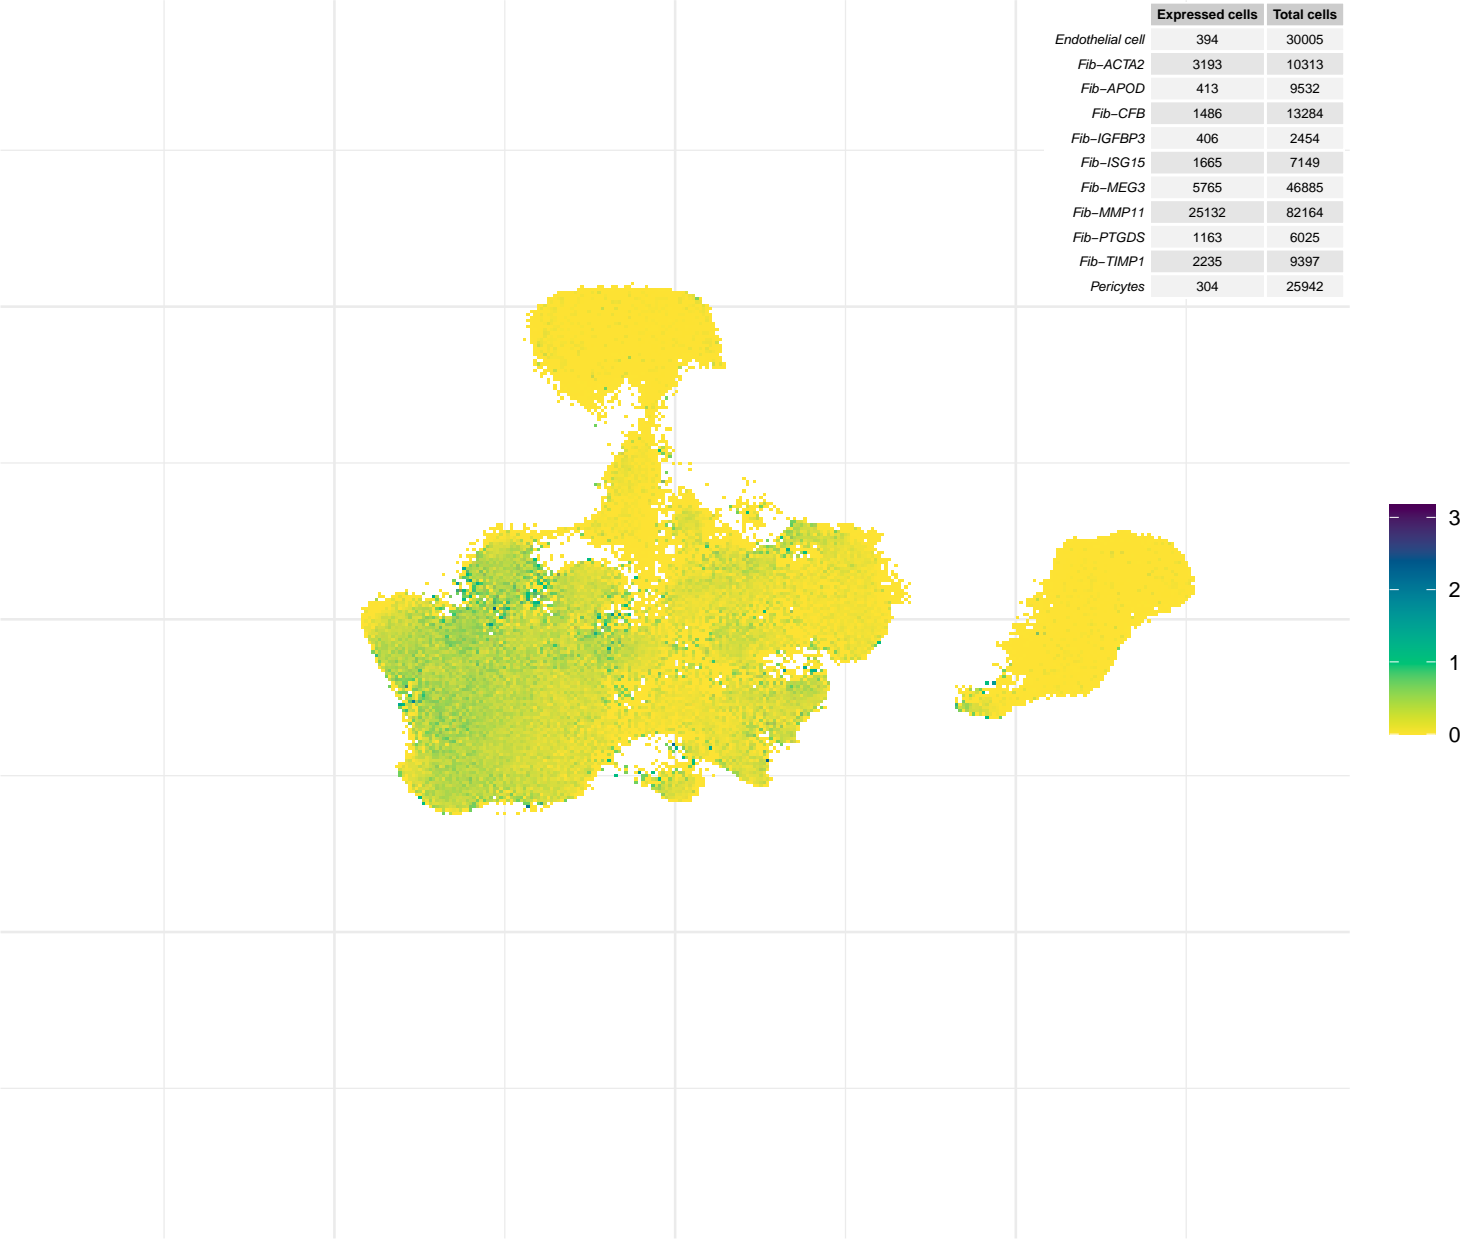 Expressed cells Total cells
Endothelial cell 394 30005
Fib−ACTA2 3193 10313
Fib−APOD 413 9532
Fib−CFB 1486 13284
Fib−IGFBP3 406 2454
Fib−ISG15 1665 7149
Fib−MEG3 5765 46885
Fib−MMP11 25132 82164
Fib−PTGDS 1163 6025
Fib−TIMP1 2235 9397
Pericytes 304 25942
3
2
1
0